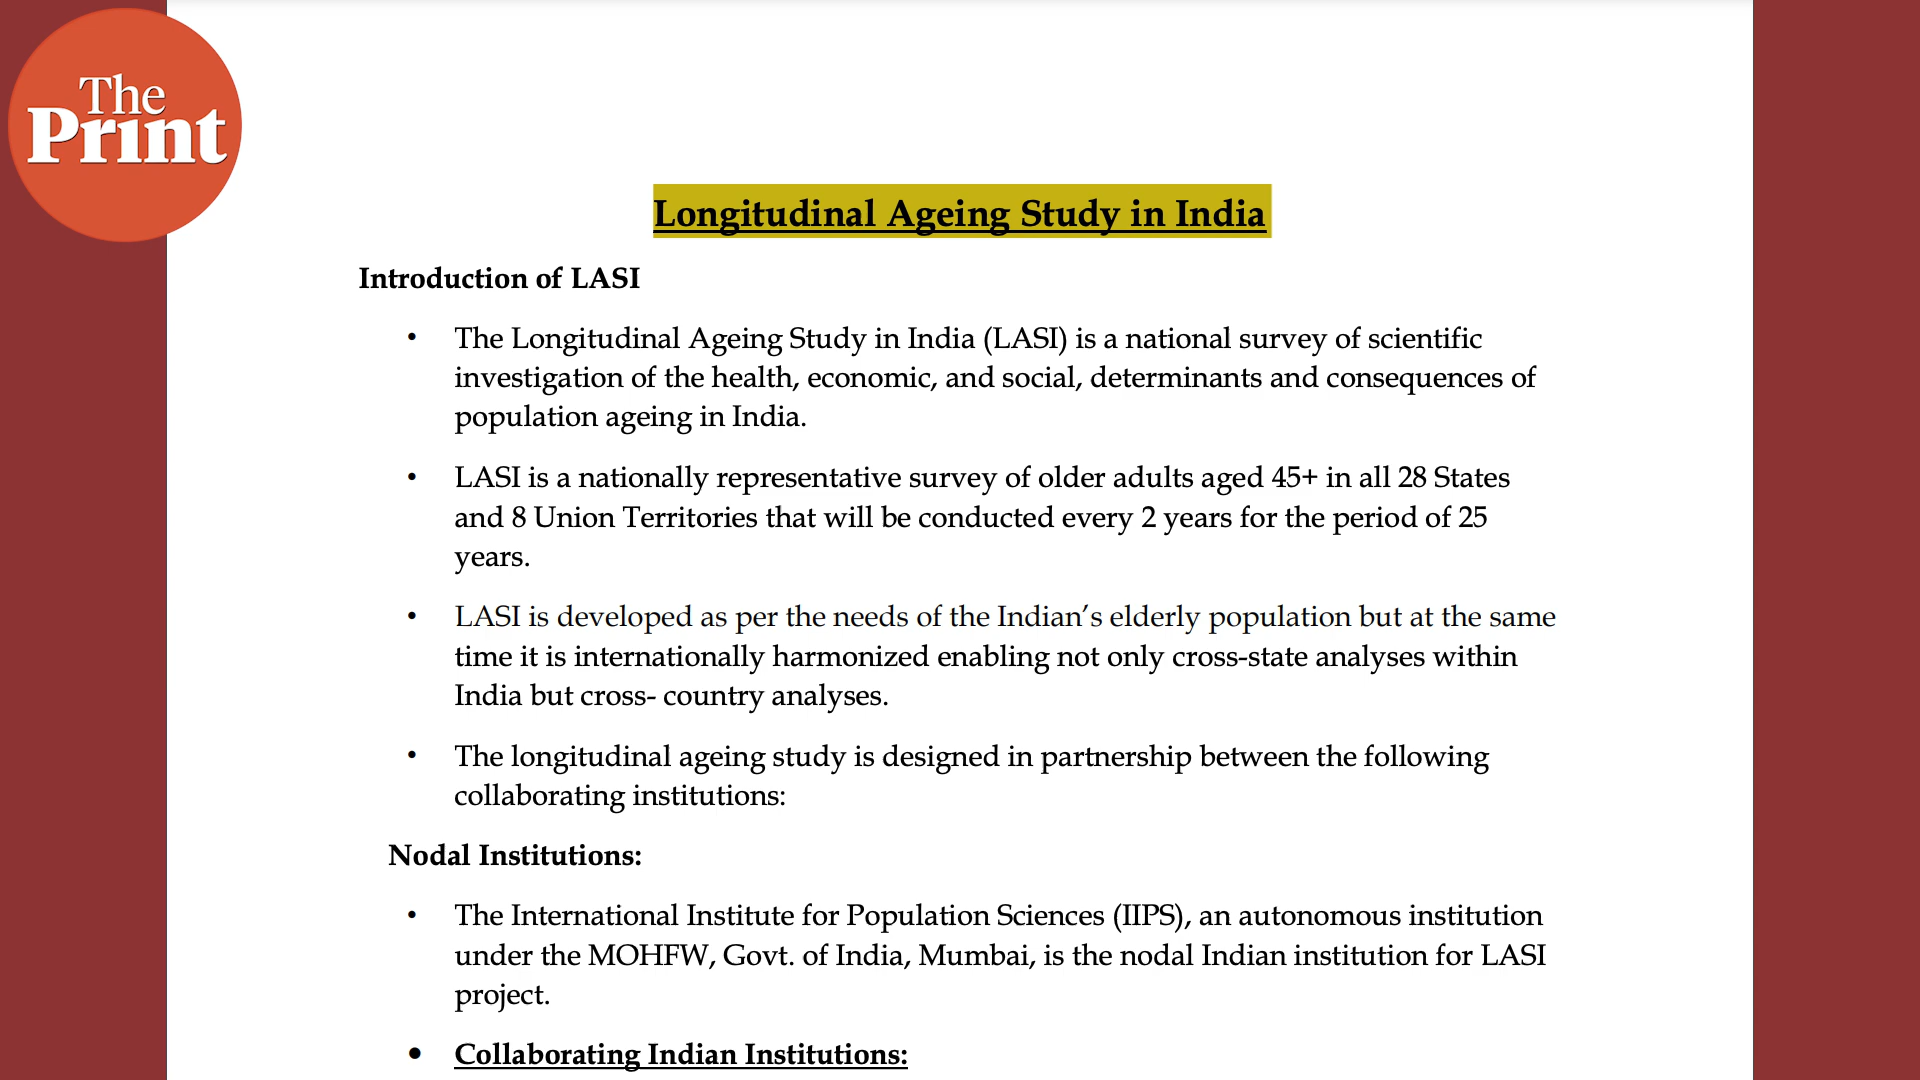 The
Print
Longitudinal Ageing Study in India
Introduction of LASI
• The Longitudinal Ageing Study in India (LASI) is a national survey of scientific
investigation of the health, economic, and social, determinants and consequences of
population ageing in India.
• LASI is a nationally representative survey of older adults aged 45+ in all 28 States
and 8 Union Territories that will be conducted every 2 years for the period of 25
years.
• LASI is developed as per the needs of the Indian’s elderly population but at the same
time it is internationally harmonized enabling not only cross-state analyses within
India but cross- country analyses.
• The longitudinal ageing study is designed in partnership between the following
collaborating institutions:
Nodal Institutions:
• The International Institute for Population Sciences (IIPS), an autonomous institution
under the MOHFW, Govt. of India, Mumbai, is the nodal Indian institution for LASI
project.
• Collaborating Indian Institutions: